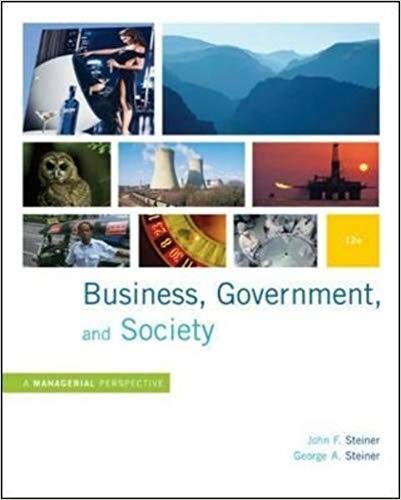 12e
Business, Government,
and Society
A MANAGERIAL PERSPECTIVE
John F. Steiner
George A. Steiner